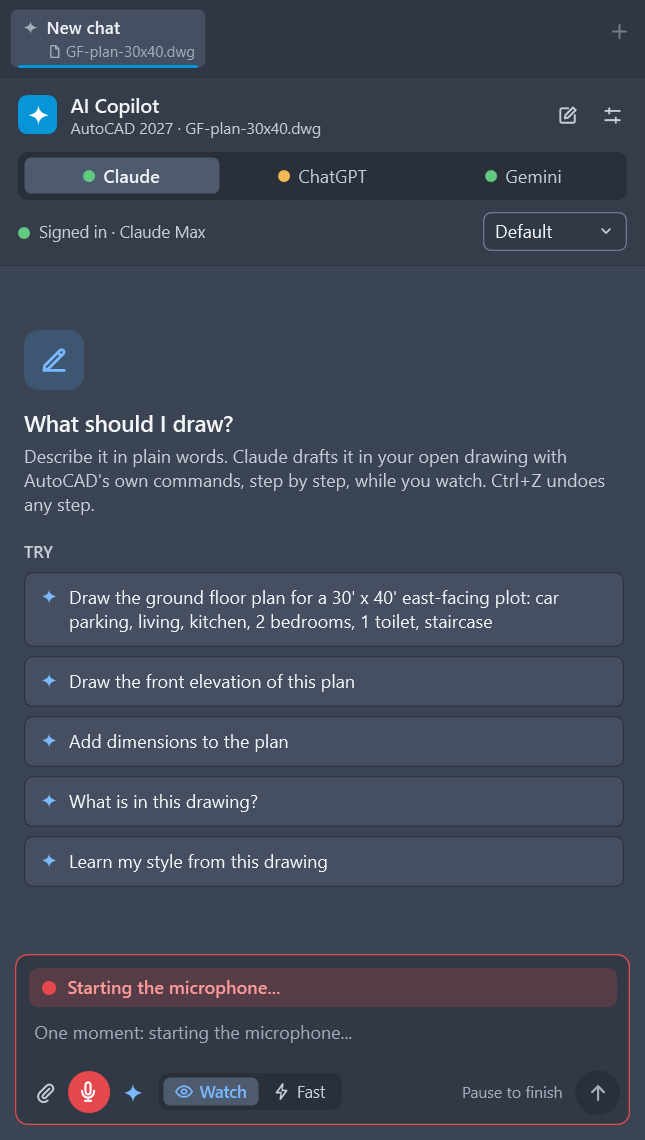 New chat
GF-plan-30x40.dwg
AI Copilot
AutoCAD 2027 · GF-plan-30x40.dwg
Claude
ChatGPT
Gemini
Signed in · Claude Max
Default
What should I draw?
Describe it in plain words. Claude drafts it in your open drawing with
AutoCAD's own commands, step by step, while you watch. Ctrl+Z undoes
any step.
TRY
Draw the ground floor plan for a 30' x 40' east-facing plot: car
parking, living, kitchen, 2 bedrooms, 1 toilet, staircase
Draw the front elevation of this plan
Add dimensions to the plan
What is in this drawing?
Learn my style from this drawing
Starting the microphone...
One moment: starting the microphone...
Watch
Fast
Pause to finish